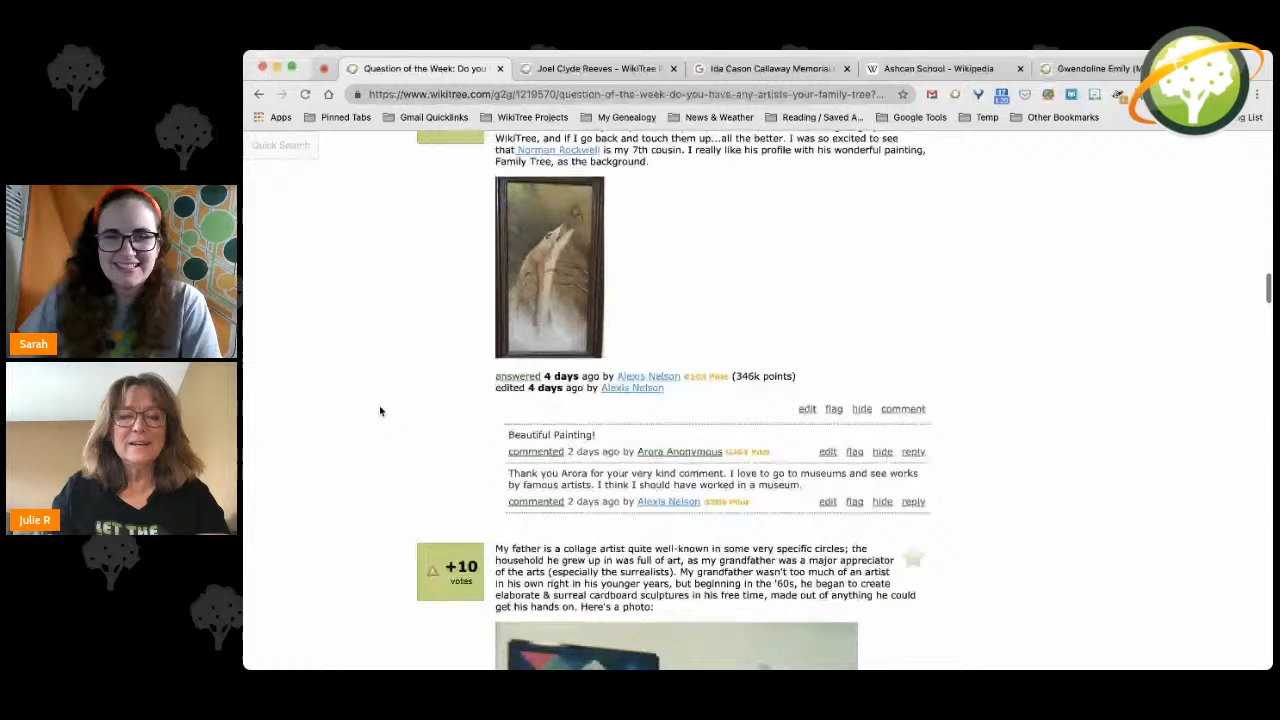 Question of the Week: Do you
Joel Clyde Reeves - WikiTree
Ida Cason Callaway Memorial
Ashcan School - Wikipedia
Gwendoline Emily (M
https://www.wikitree.com/g2g/1219570/question-of-the-week-do-you-have-any-artists-your-family-tree?...
Apps
Pinned Tabs
Gmail Quicklinks
WikiTree Projects
My Genealogy
News & Weather
Reading / Saved A...
Google Tools
Temp
Other Bookmarks
ng List
Quick Search
WikiTree, and if I go back and touch them up...all the better. I was so excited to see
that Norman Rockwell is my 7th cousin. I really like his profile with his wonderful painting,
Family Tree, as the background.
answered 4 days ago by Alexis Nelson (346k points)
edited 4 days ago by Alexis Nelson
edit flag hide comment
Beautiful Painting!
commented 2 days ago by Arora Anonymous
edit flag hide reply
Thank you Arora for your very kind comment. I love to go to museums and see works
by famous artists. I think I should have worked in a museum.
commented 2 days ago by Alexis Nelson
edit flag hide reply
+10
votes
My father is a collage artist quite well-known in some very specific circles; the
household he grew up in was full of art, as my grandfather was a major appreciator
of the arts (especially the surrealists). My grandfather wasn't too much of an artist
in his own right in his younger years, but beginning in the '60s, he began to create
elaborate & surreal cardboard sculptures in his free time, made out of anything he could
get his hands on. Here's a photo:
Sarah
LET THE
Julie R